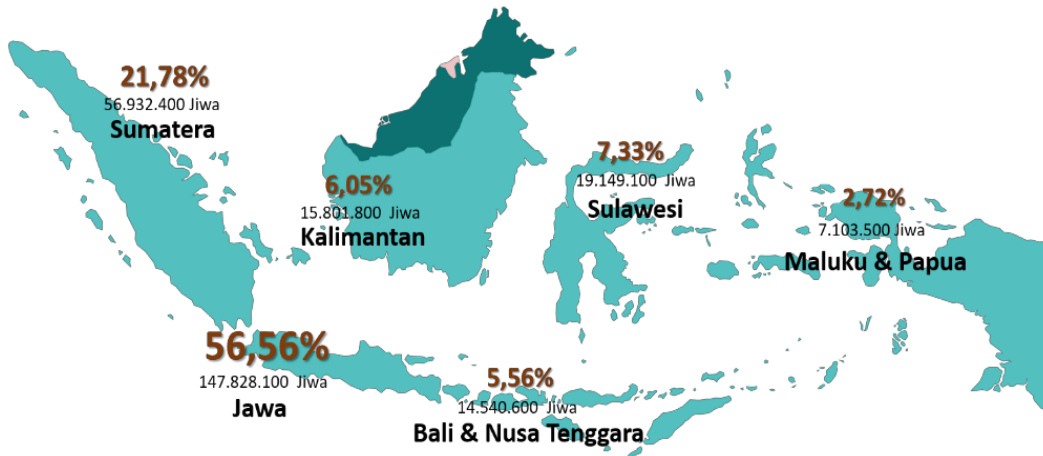 21,78%
56.932.400 Jiwa
Sumatera
6,05%
15.801.800 Jiwa
Kalimantan
7,33%
19.149.100 Jiwa
Sulawesi
2,72%
7.103.500 Jiwa
Maluku & Papua
56,56%
147.828.100 Jiwa
Jawa
5,56%
14.540.600 Jiwa
Bali & Nusa Tenggara